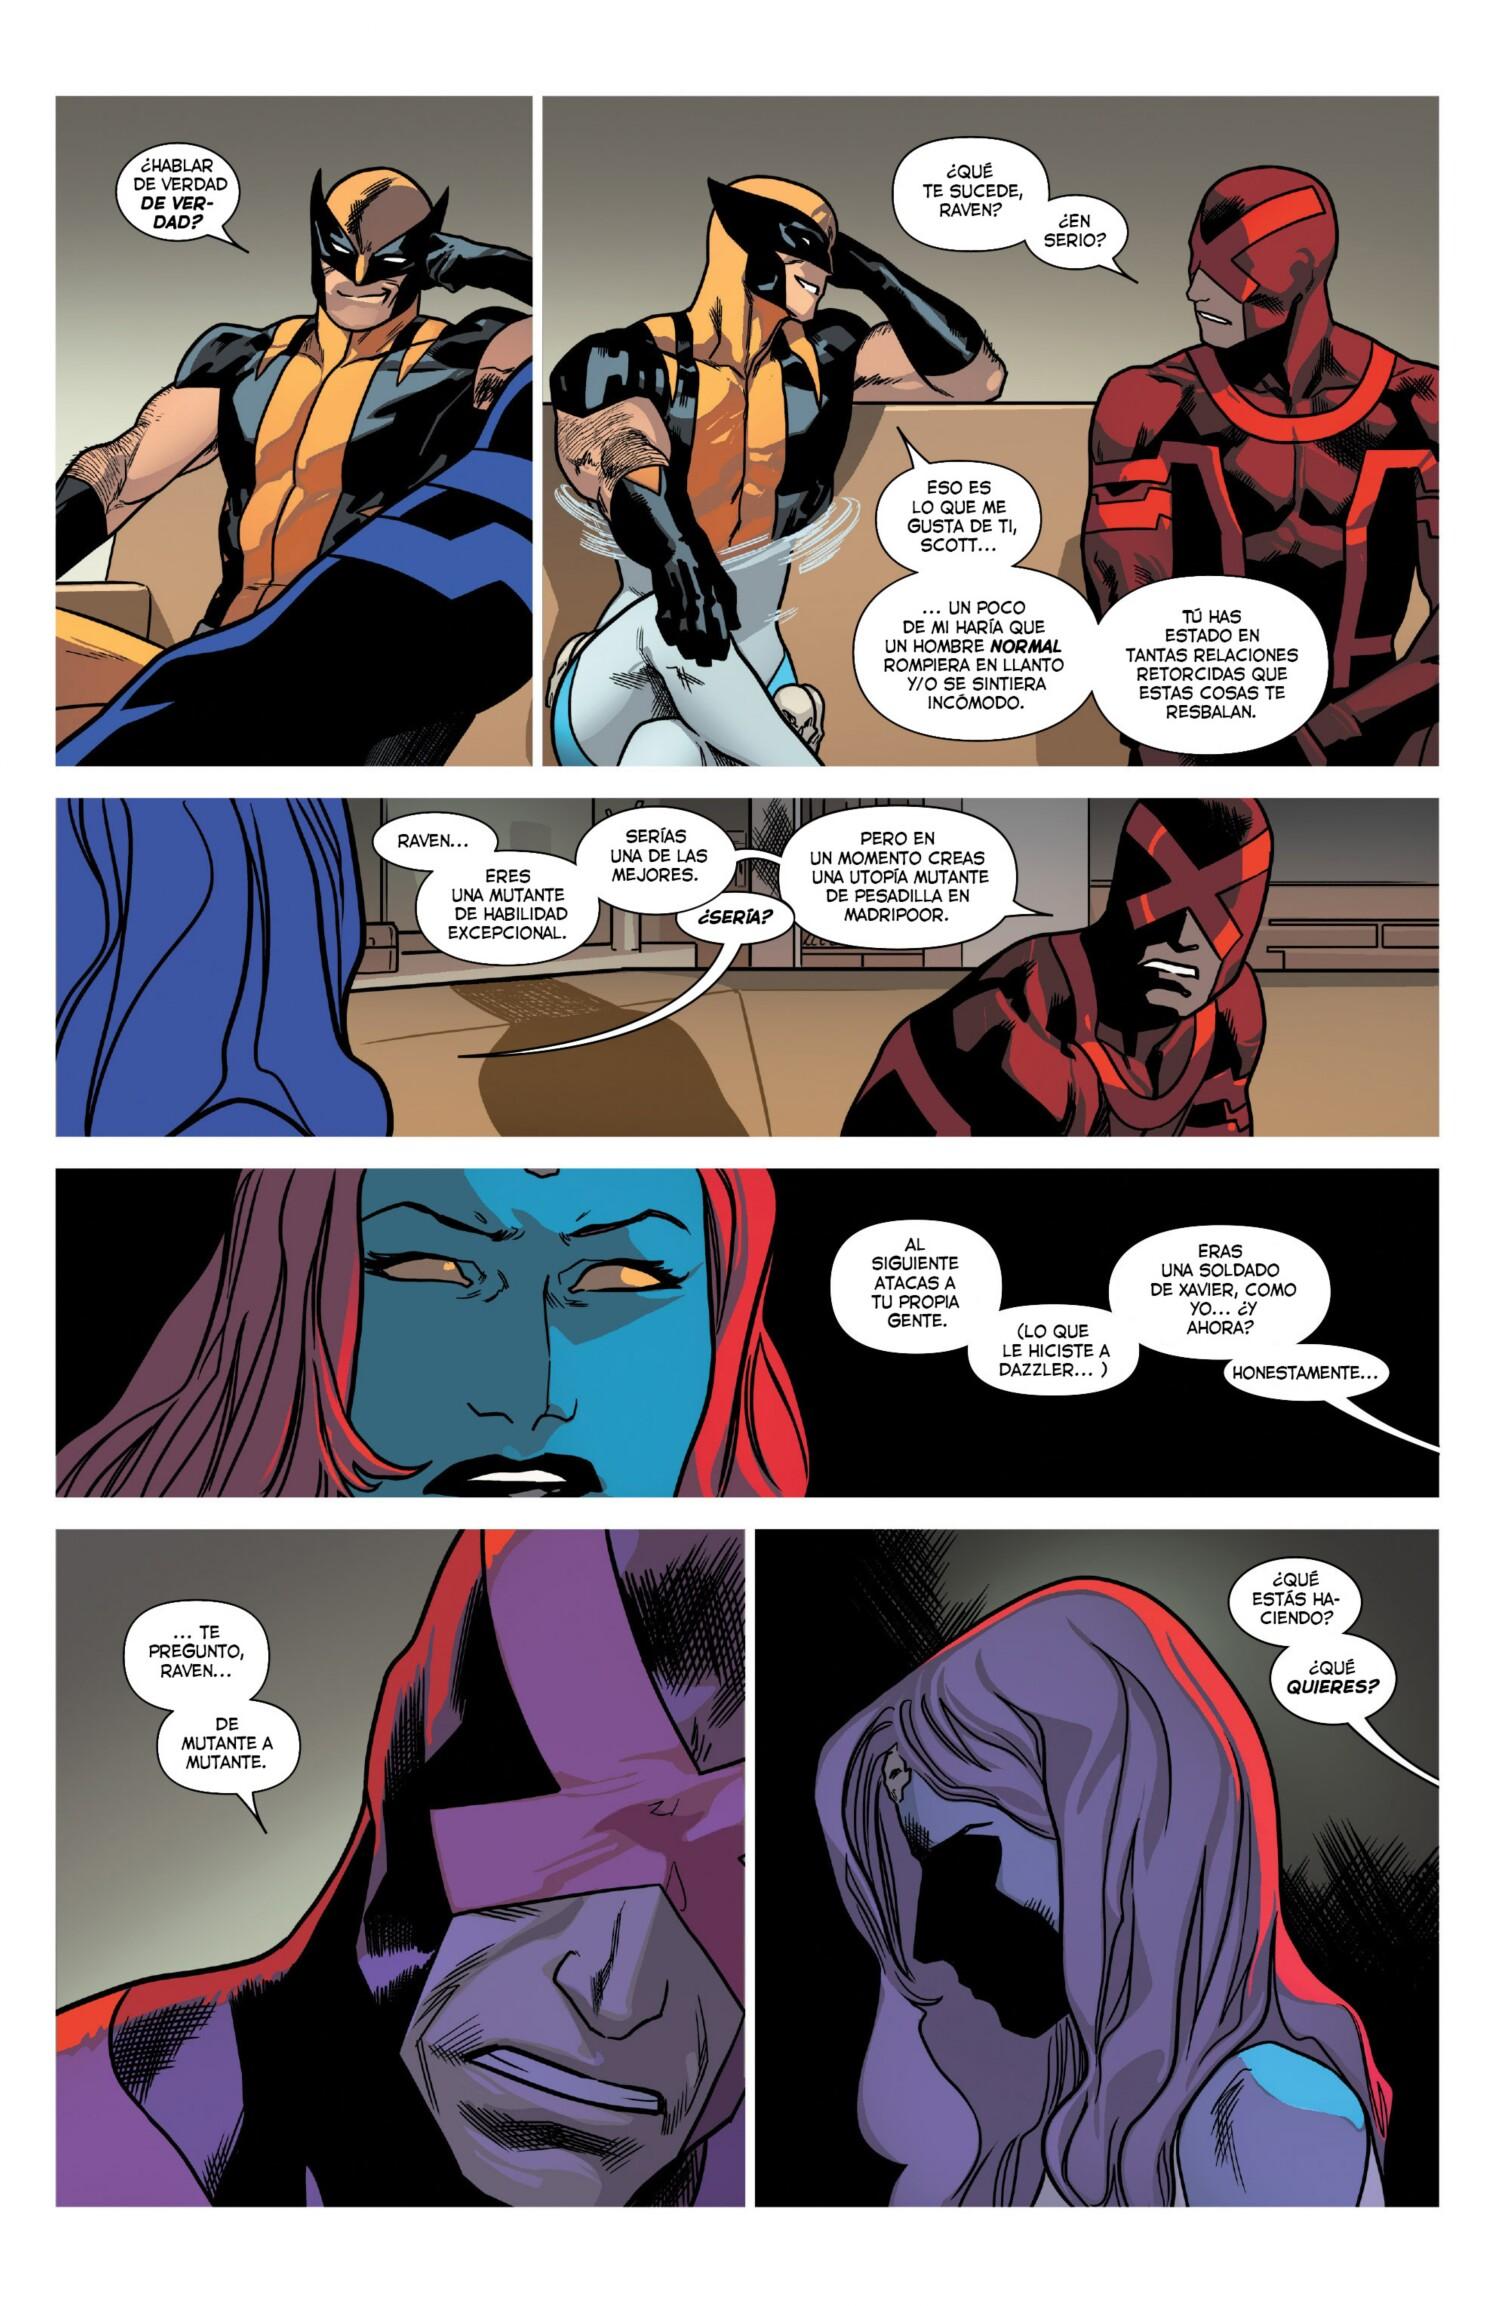 ¿HABLAR
DE VERDAD
DE VER-
DAD?
¿QUÉ
TE SUCEDE,
RAVEN?
¿EN
SERIO?
ESO ES
LO QUE ME
GUSTA DE TI,
SCOTT...
... UN POCO
DE MI HARÍA QUE
UN HOMBRE NORMAL
ROMPIERA EN LLANTO
Y/O SE SINTIERA
INCÓMODO.
TÚ HAS
ESTADO EN
TANTAS RELACIONES
RETORCIDAS QUE
ESTAS COSAS TE
RESBALAN.
RAVEN...
ERES
UNA MUTANTE
DE HABILIDAD
EXCEPCIONAL.
SERÍAS
UNA DE LAS
MEJORES.
¿SERÍA?
PERO EN
UN MOMENTO CREAS
UNA UTOPÍA MUTANTE
DE PESADILLA EN
MADRIPOOR.
AL
SIGUIENTE
ATACAS A
TU PROPIA
GENTE.
(LO QUE
LE HICISTE A
DAZZLER... )
ERAS
UNA SOLDADO
DE XAVIER, COMO
YO... ¿Y
AHORA?
HONESTAMENTE...
... TE
PREGUNTO,
RAVEN...
DE
MUTANTE A
MUTANTE.
¿QUÉ
ESTÁS HA-
CIENDO?
¿QUÉ
QUIERES?